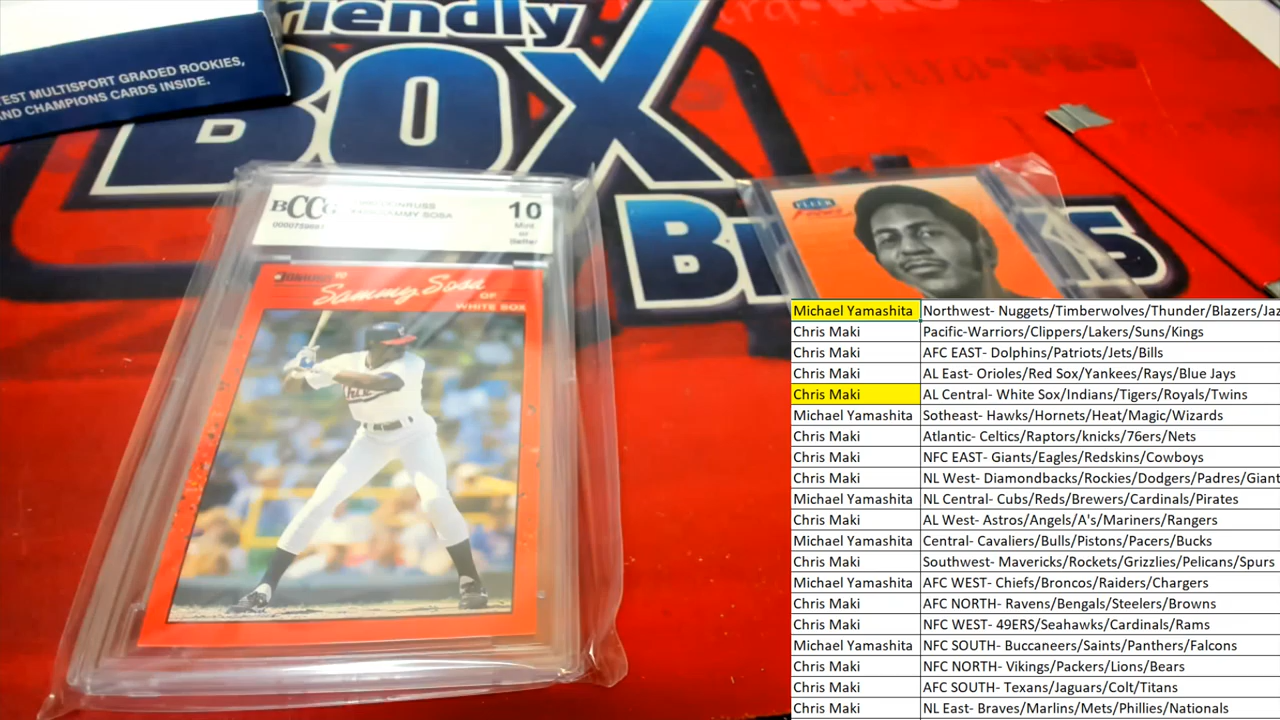 Friendly
BOX
TEST MULTISPORT GRADED ROOKIES,
AND CHAMPIONS CARDS INSIDE.
BCCG
SAMMY SOSA
10
Mint
or
Better
Donruss '90
Sammy Sosa
OF
WHITE SOX
FLEER
Michael Yamashita Northwest- Nuggets/Timberwolves/Thunder/Blazers/Jaz
Chris Maki Pacific-Warriors/Clippers/Lakers/Suns/Kings
Chris Maki AFC EAST- Dolphins/Patriots/Jets/Bills
Chris Maki AL East- Orioles/Red Sox/Yankees/Rays/Blue Jays
Chris Maki AL Central- White Sox/Indians/Tigers/Royals/Twins
Michael Yamashita Sotheast- Hawks/Hornets/Heat/Magic/Wizards
Chris Maki Atlantic- Celtics/Raptors/knicks/76ers/Nets
Chris Maki NFC EAST- Giants/Eagles/Redskins/Cowboys
Chris Maki NL West- Diamondbacks/Rockies/Dodgers/Padres/Giant
Michael Yamashita NL Central- Cubs/Reds/Brewers/Cardinals/Pirates
Chris Maki AL West- Astros/Angels/A's/Mariners/Rangers
Michael Yamashita Central- Cavaliers/Bulls/Pistons/Pacers/Bucks
Chris Maki Southwest- Mavericks/Rockets/Grizzlies/Pelicans/Spurs
Michael Yamashita AFC WEST- Chiefs/Broncos/Raiders/Chargers
Chris Maki AFC NORTH- Ravens/Bengals/Steelers/Browns
Chris Maki NFC WEST- 49ERS/Seahawks/Cardinals/Rams
Michael Yamashita NFC SOUTH- Buccaneers/Saints/Panthers/Falcons
Chris Maki NFC NORTH- Vikings/Packers/Lions/Bears
Chris Maki AFC SOUTH- Texans/Jaguars/Colt/Titans
Chris Maki NL East- Braves/Marlins/Mets/Phillies/Nationals